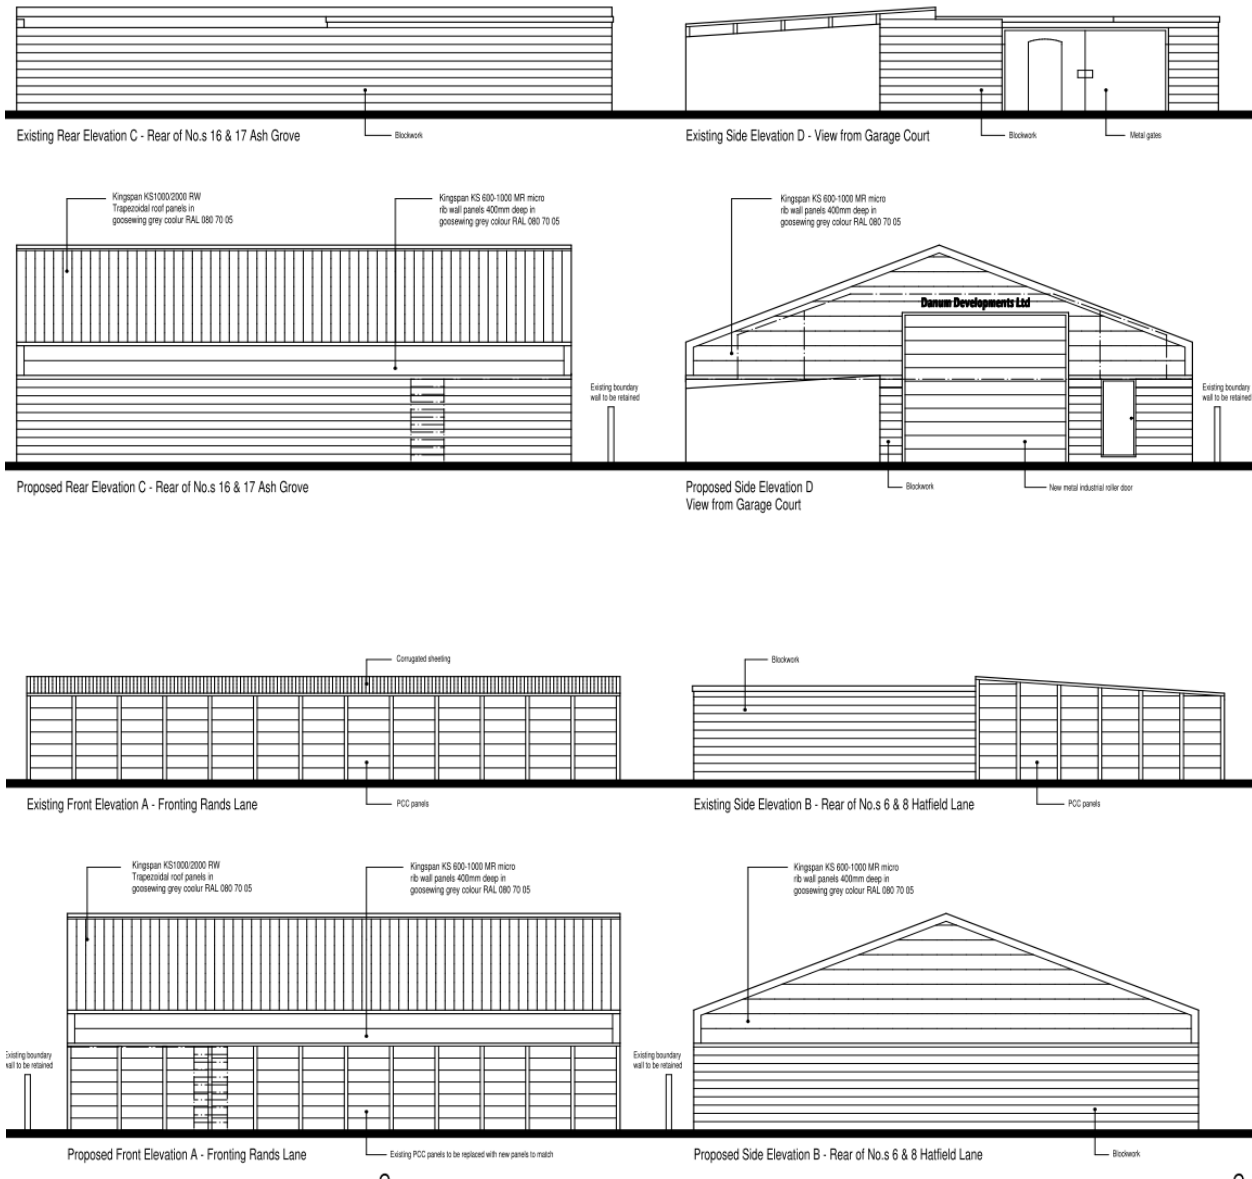 Existing Rear Elevation C - Rear of No.s 16 & 17 Ash Grove
Blockwork
Existing Side Elevation D - View from Garage Court
Blockwork
Metal gates
Kingspan KS1000/2000 RW
Trapezoidal roof panels in
goosewing grey coolur RAL 080 70 05
Kingspan KS 600-1000 MR micro
rib wall panels 400mm deep in
goosewing grey colour RAL 080 70 05
Kingspan KS 600-1000 MR micro
rib wall panels 400mm deep in
goosewing grey colour RAL 080 70 05
Danum Developments Ltd
Existing boundary
wall to be retained
Existing boundary
wall to be retained
Proposed Rear Elevation C - Rear of No.s 16 & 17 Ash Grove
Proposed Side Elevation D
View from Garage Court
Blockwork
New metal industrial roller door
Corrugated sheeting
Blockwork
Existing Front Elevation A - Fronting Rands Lane
PCC panels
Existing Side Elevation B - Rear of No.s 6 & 8 Hatfield Lane
PCC panels
Kingspan KS1000/2000 RW
Trapezoidal roof panels in
goosewing grey coolur RAL 080 70 05
Kingspan KS 600-1000 MR micro
rib wall panels 400mm deep in
goosewing grey colour RAL 080 70 05
Kingspan KS 600-1000 MR micro
rib wall panels 400mm deep in
goosewing grey colour RAL 080 70 05
Existing boundary
wall to be retained
Existing boundary
wall to be retained
Proposed Front Elevation A - Fronting Rands Lane
Existing PCC panels to be replaced with new panels to match
Proposed Side Elevation B - Rear of No.s 6 & 8 Hatfield Lane
Blockwork